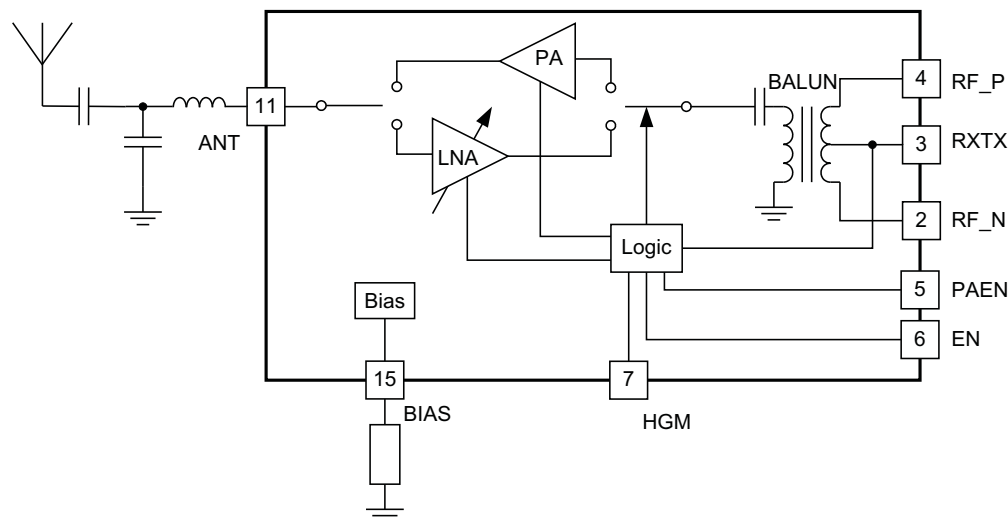 PA
BALUN
4
RF_P
11
ANT
LNA
3
RXTX
2
RF_N
Logic
Bias
5
PAEN
6
EN
15
BIAS
7
HGM